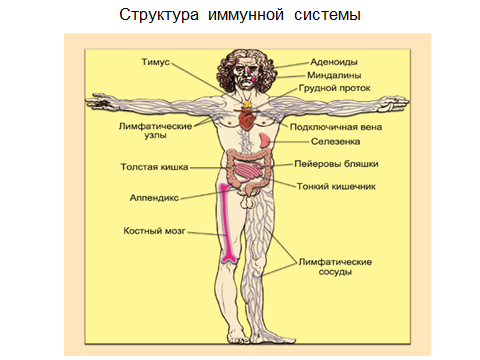 Структура иммунной системы
Тимус
Аденоиды
Миндалины
Грудной проток
Лимфатические
узлы
Подключичная вена
Селезенка
Толстая кишка
Пейеровы бляшки
Тонкий кишечник
Аппендикс
Костный мозг
Лимфатические
сосуды